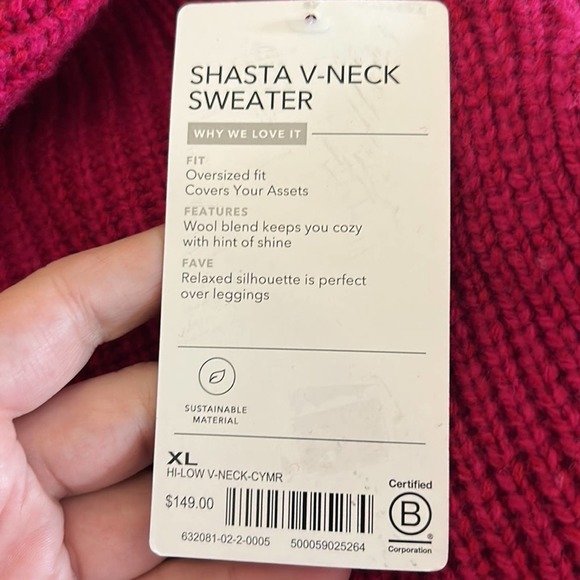 SHASTA V-NECK
SWEATER
WHY WE LOVE IT
FIT
Oversized fit
Covers Your Assets
FEATURES
Wool blend keeps you cozy
with hint of shine
FAVE
Relaxed silhouette is perfect
over leggings
SUSTAINABLE
MATERIAL
XL
HI-LOW V-NECK-CYMR
$149.00
632081-02-2-0005 500059025264
Certified
B
®
Corporation